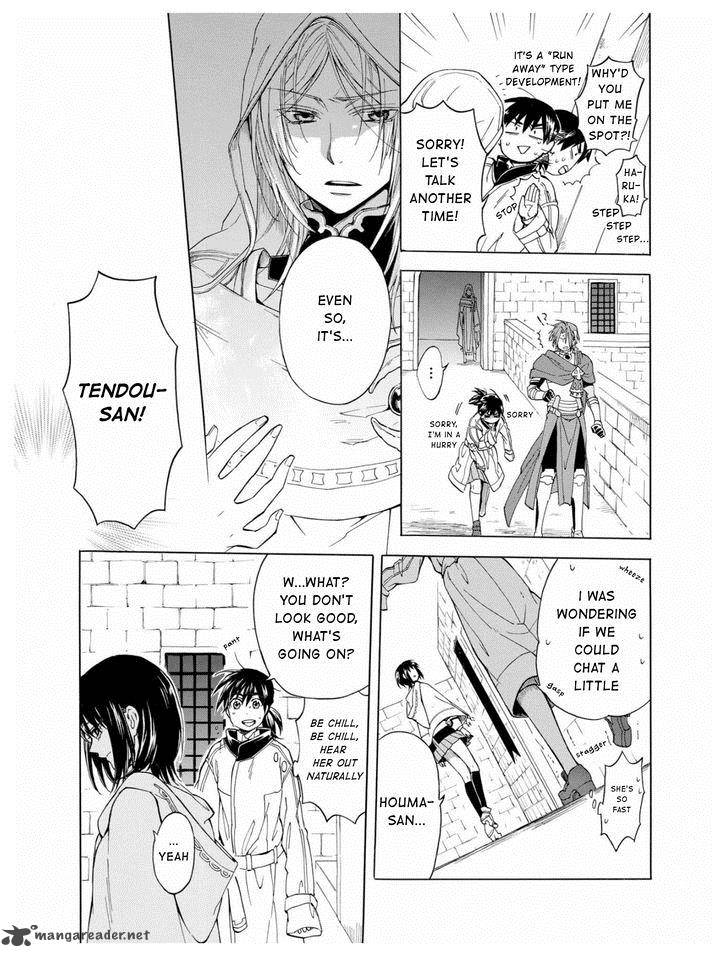 WHY'D
YOU
PUT ME
ON THE
SPOT?!
IT'S A "RUN
AWAY" TYPE
DEVELOPMENT!
HA-
RU-
KA!
SORRY!
LET'S
TALK
ANOTHER
TIME!
STOP
STEP
STEP
STEP...
EVEN
SO,
IT'S...
TENDOU-
SAN!
!?
...
SORRY
SORRY,
I'M IN A
HURRY
wheeze
I WAS
WONDERING
IF WE
COULD
CHAT A
LITTLE
gasp
stagger
SHE'S
SO
FAST
HOUMA-
SAN...
W...WHAT?
YOU DON'T
LOOK GOOD,
WHAT'S
GOING ON?
pant
BE CHILL,
BE CHILL,
HEAR
HER OUT
NATURALLY
...
YEAH
mangareader.net